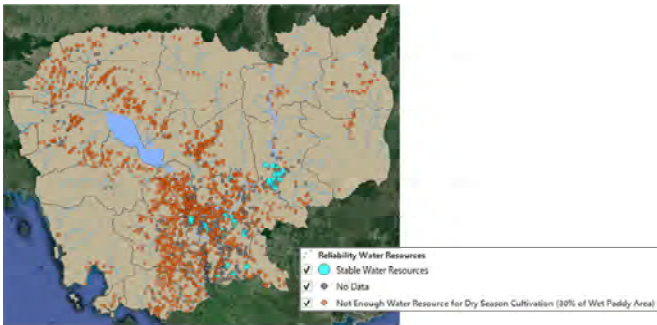 Reliability Water Resources
Stable Water Resources
No Data
Not Enough Water Resource for Dry Season Cultivation (30% of Wet Paddy Area)